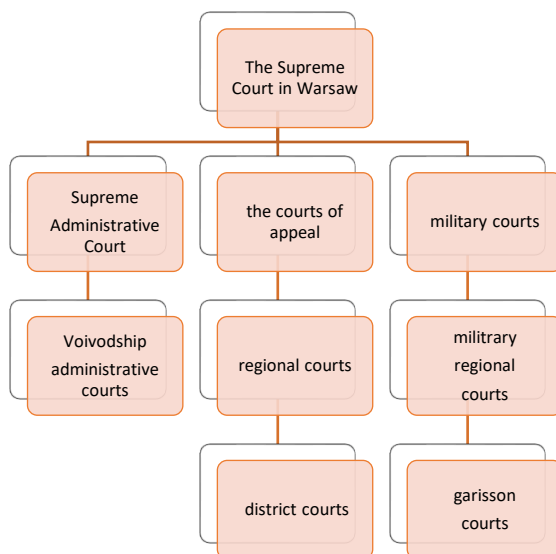 The Supreme
Court in Warsaw
Supreme
Administrative
Court
the courts of
appeal
military courts
Voivodship
administrative
courts
regional courts
militrary
regional
courts
district courts
garisson
courts